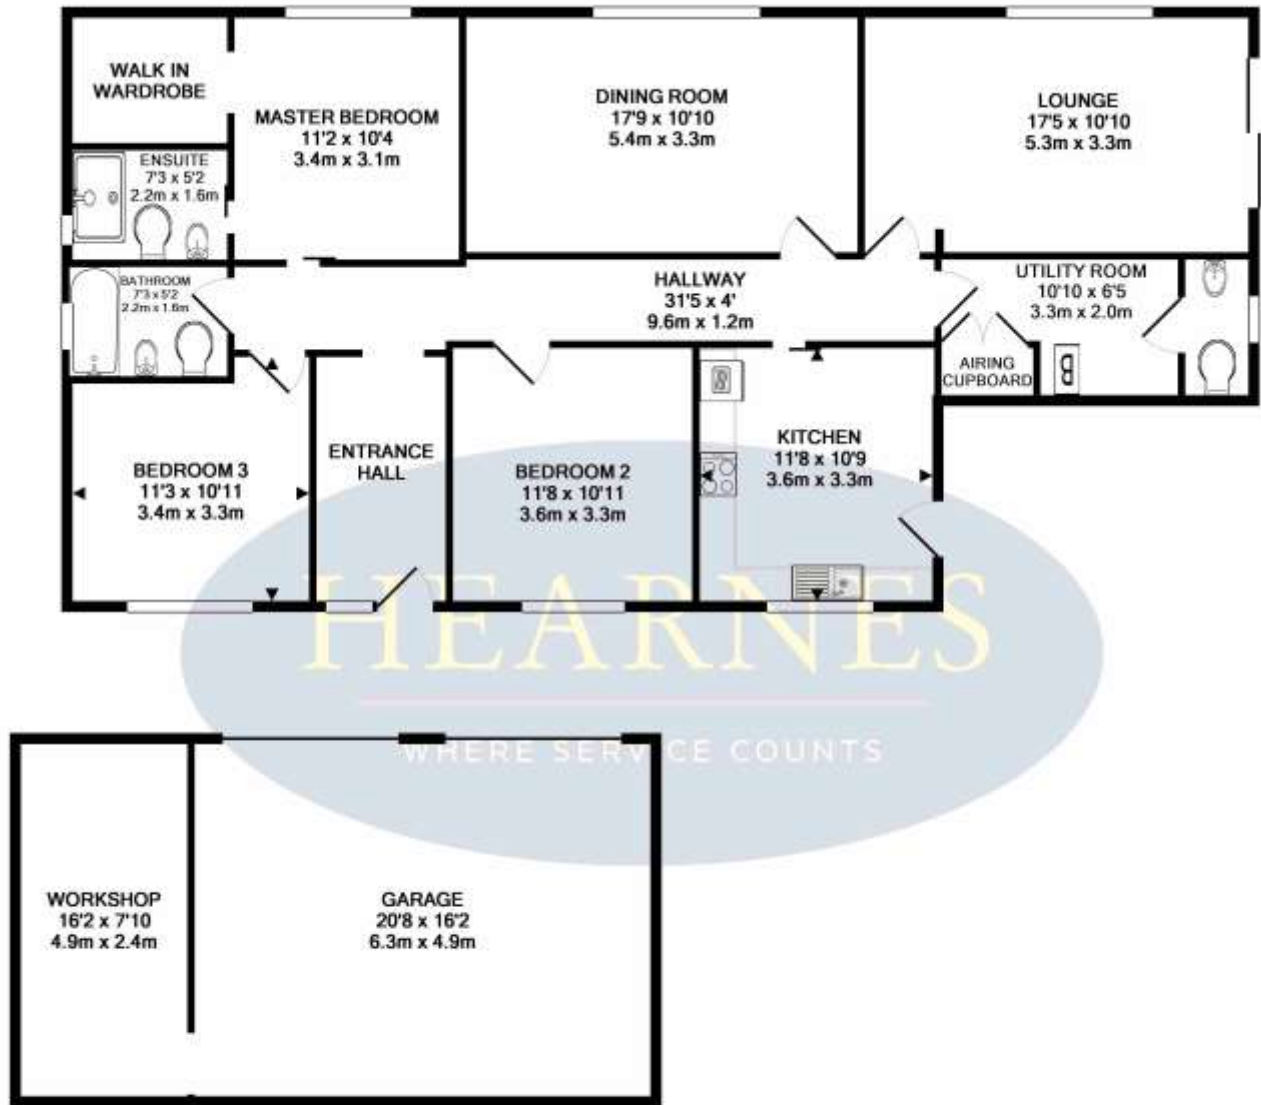 WALK IN
WARDROBE
MASTER BEDROOM
11'2 x 10'4
3.4m x 3.1m
DINING ROOM
17'9 x 10'10
5.4m x 3.3m
LOUNGE
17'5 x 10'10
5.3m x 3.3m
ENSUITE
7'3 x 5'2
2.2m x 1.6m
BATHROOM
7'3 x 5'2
2.2m x 1.6m
HALLWAY
31'5 x 4'
9.6m x 1.2m
UTILITY ROOM
10'10 x 6'5
3.3m x 2.0m
AIRING
CUPBOARD
B
BEDROOM 3
11'3 x 10'11
3.4m x 3.3m
ENTRANCE
HALL
BEDROOM 2
11'8 x 10'11
3.6m x 3.3m
KITCHEN
11'8 x 10'9
3.6m x 3.3m
HEARNES
WHERE SERVICE COUNTS
WORKSHOP
16'2 x 7'10
4.9m x 2.4m
GARAGE
20'8 x 16'2
6.3m x 4.9m